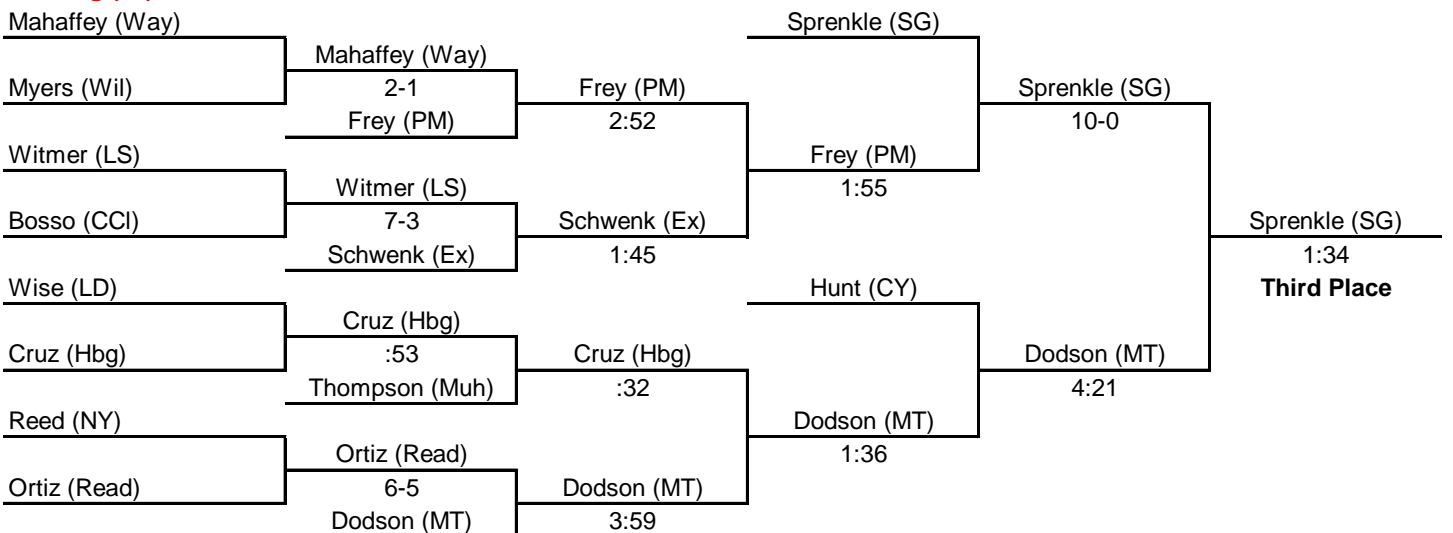 Mahaffey (Way)
Sprenkle (SG)
Mahaffey (Way)
Myers (Wil)
2-1
Frey (PM)
Sprenkle (SG)
Frey (PM)
2:52
10-0
Witmer (LS)
Frey (PM)
Witmer (LS)
1:55
Bosso (CCl)
7-3
Schwenk (Ex)
Sprenkle (SG)
Schwenk (Ex)
1:45
1:34
Wise (LD)
Hunt (CY)
Third Place
Cruz (Hbg)
Cruz (Hbg)
:53
Cruz (Hbg)
Dodson (MT)
Thompson (Muh)
:32
4:21
Reed (NY)
Dodson (MT)
Ortiz (Read)
1:36
Ortiz (Read)
6-5
Dodson (MT)
Dodson (MT)
3:59